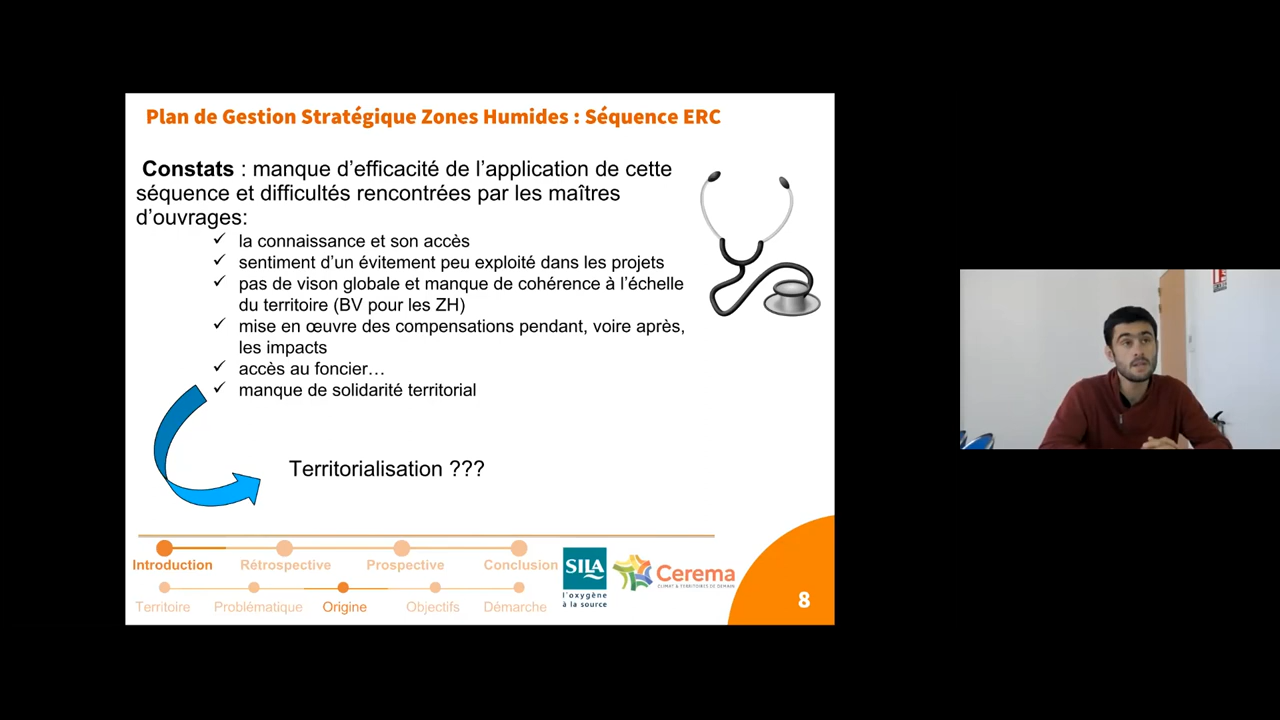 Plan de Gestion Stratégique Zones Humides : Séquence ERC
Constats : manque d’efficacité de l’application de cette
séquence et difficultés rencontrées par les maîtres
d’ouvrages:
✓ la connaissance et son accès
✓ sentiment d’un évitement peu exploité dans les projets
✓ pas de vison globale et manque de cohérence à l’échelle
du territoire (BV pour les ZH)
✓ mise en œuvre des compensations pendant, voire après,
les impacts
✓ accès au foncier…
✓ manque de solidarité territorial
Territorialisation ???
Introduction Rétrospective Prospective Conclusion
Territoire Problématique Origine Objectifs Démarche
SILA
l'oxygène
à la source
Cerema
CLIMAT & TERRITOIRES DE DEMAIN
8